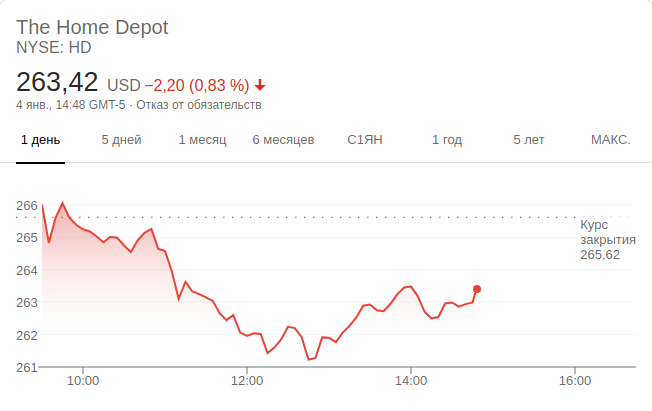 The Home Depot
NYSE: HD
263,42 USD −2,20 (0,83 %)
4 янв., 14:48 GMT-5 · Отказ от обязательств
1 день 5 дней 1 месяц 6 месяцев С1ЯН 1 год 5 лет МАКС.
266
265
264
263
262
261
Курс
закрытия
265,62
10:00 12:00 14:00 16:00